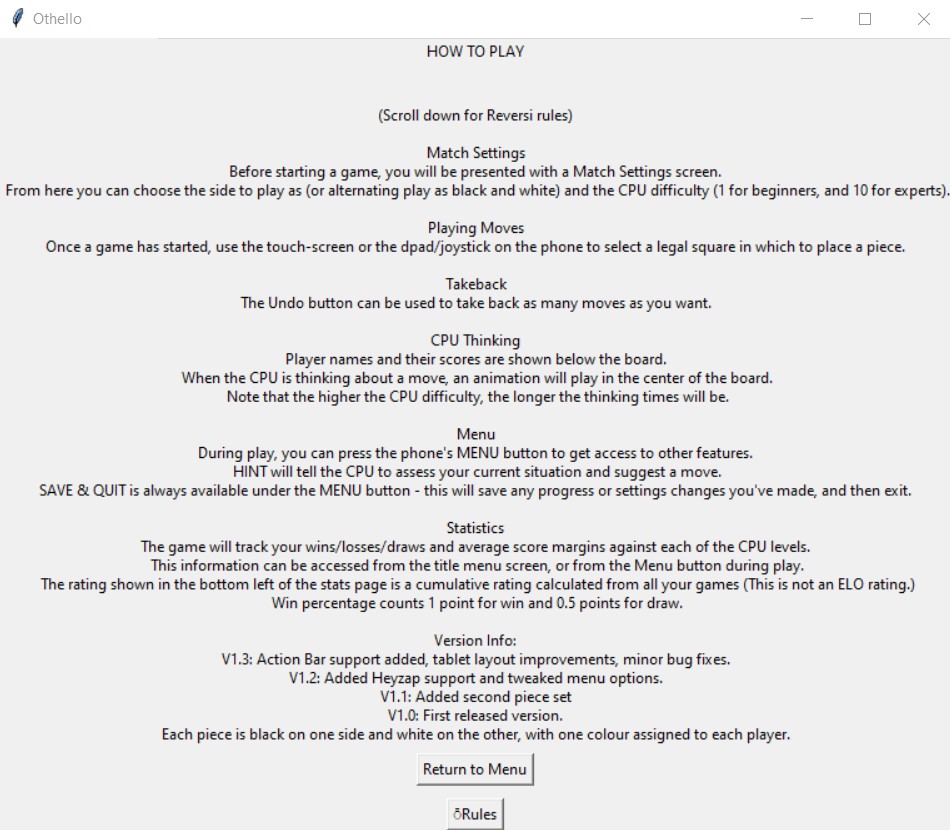 Othello
HOW TO PLAY
(Scroll down for Reversi rules)
Match Settings
Before starting a game, you will be presented with a Match Settings screen.
From here you can choose the side to play as (or alternating play as black and white) and the CPU difficulty (1 for beginners, and 10 for experts).
Playing Moves
Once a game has started, use the touch-screen or the dpad/joystick on the phone to select a legal square in which to place a piece.
Takeback
The Undo button can be used to take back as many moves as you want.
CPU Thinking
Player names and their scores are shown below the board.
When the CPU is thinking about a move, an animation will play in the center of the board.
Note that the higher the CPU difficulty, the longer the thinking times will be.
Menu
During play, you can press the phone's MENU button to get access to other features.
HINT will tell the CPU to assess your current situation and suggest a move.
SAVE & QUIT is always available under the MENU button - this will save any progress or settings changes you've made, and then exit.
Statistics
The game will track your wins/losses/draws and average score margins against each of the CPU levels.
This information can be accessed from the title menu screen, or from the Menu button during play.
The rating shown in the bottom left of the stats page is a cumulative rating calculated from all your games (This is not an ELO rating.)
Win percentage counts 1 point for win and 0.5 points for draw.
Version Info:
V1.3: Action Bar support added, tablet layout improvements, minor bug fixes.
V1.2: Added Heyzap support and tweaked menu options.
V1.1: Added second piece set
V1.0: First released version.
Each piece is black on one side and white on the other, with one colour assigned to each player.
Return to Menu
õRules